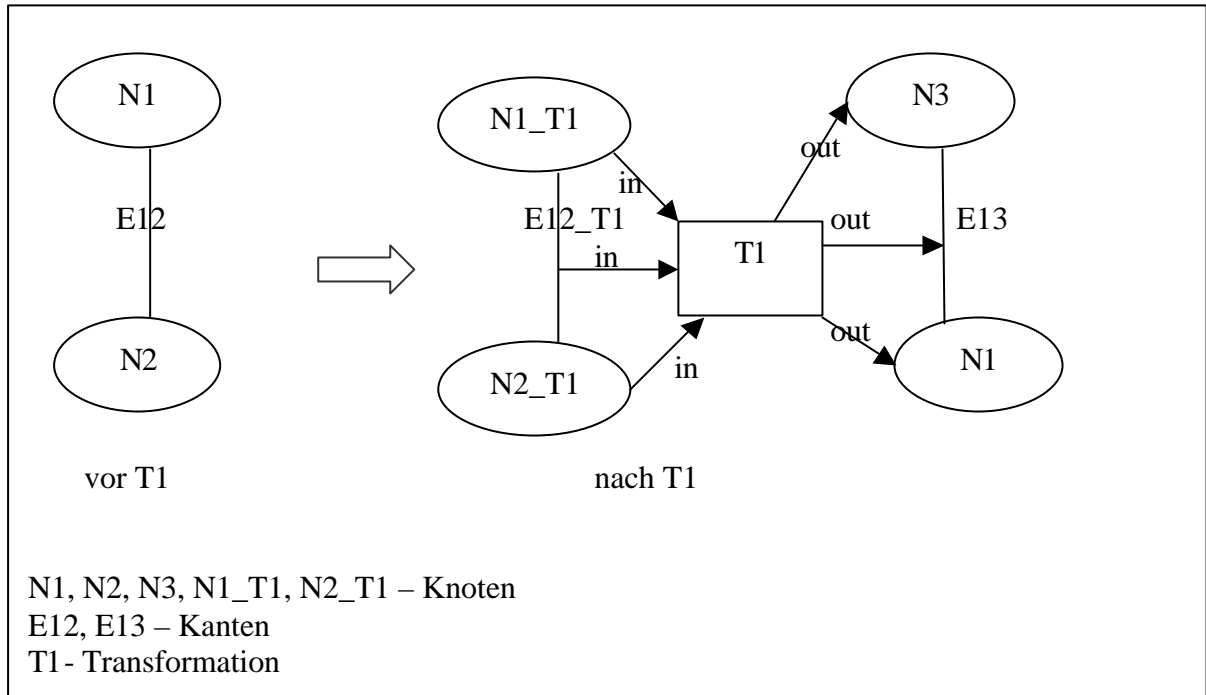 N1
E12
N2
vor T1
N1_T1
in
E12_T1
in
N2_T1
in
T1
out
N3
out
E13
out
N1
nach T1
N1, N2, N3, N1_T1, N2_T1 – Knoten
E12, E13 – Kanten
T1- Transformation